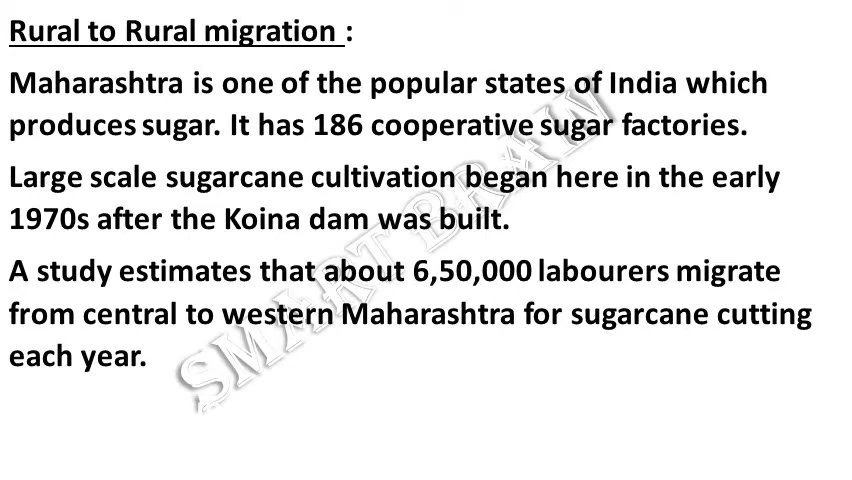 Rural to Rural migration :
Maharashtra is one of the popular states of India which
produces sugar. It has 186 cooperative sugar factories.
Large scale sugarcane cultivation began here in the early
1970s after the Koina dam was built.
A study estimates that about 6,50,000 labourers migrate
from central to western Maharashtra for sugarcane cutting
each year.
SMART BRAIN